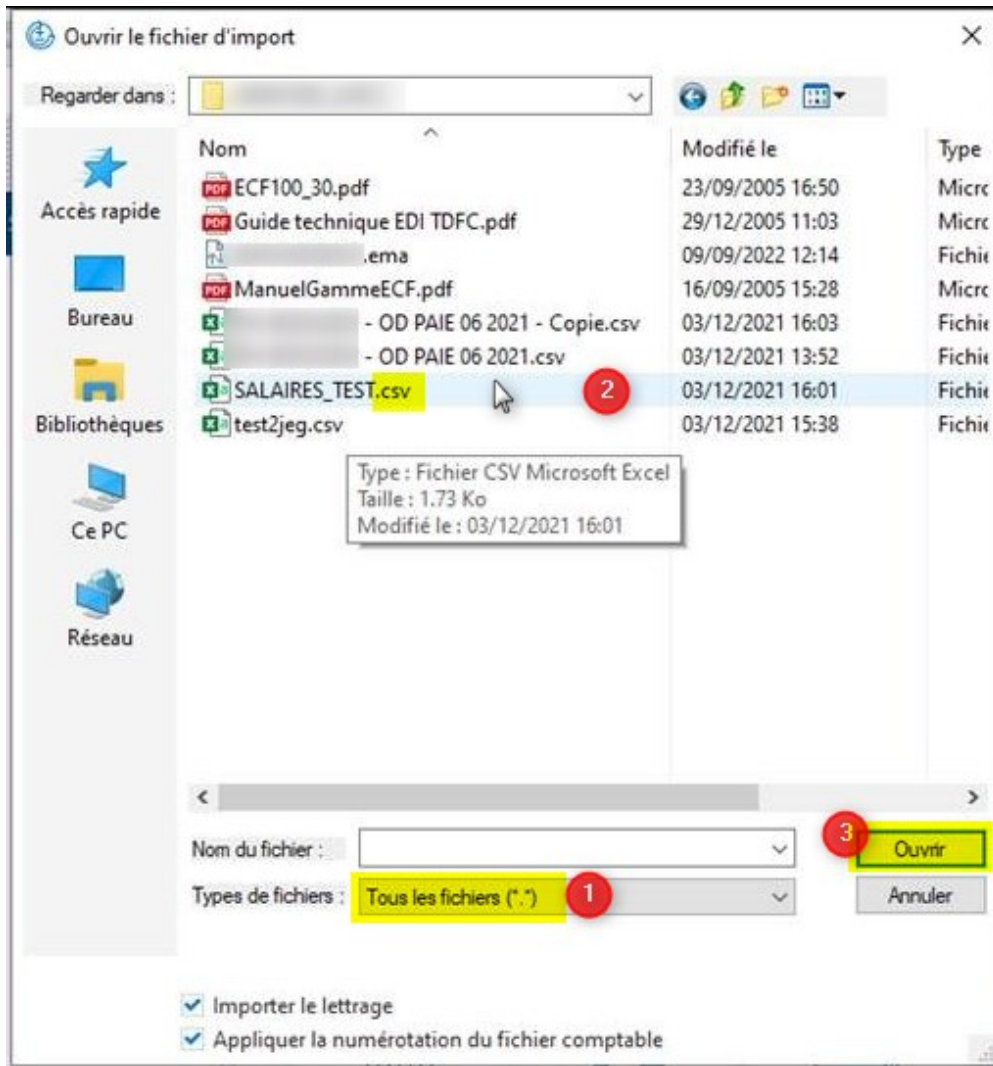 Ouvrir le fichier d'import
Regarder dans :
Nom Modifié le Type
ECF100_30.pdf 23/09/2005 16:50 Micro
Guide technique EDI TDFC.pdf 29/12/2005 11:03 Micro
.ema 09/09/2022 12:14 Fichie
ManuelGammeECF.pdf 16/09/2005 15:28 Micro
- OD PAIE 06 2021 - Copie.csv 03/12/2021 16:03 Fichie
- OD PAIE 06 2021.csv 03/12/2021 13:52 Fichie
SALAIRES_TEST.csv 2 03/12/2021 16:01 Fichie
test2jeg.csv 03/12/2021 15:38 Fichie
Type : Fichier CSV Microsoft Excel
Taille : 1.73 Ko
Modifié le : 03/12/2021 16:01
Accès rapide
Bureau
Bibliothèques
Ce PC
Réseau
Nom du fichier : 3 Ouvrir
Types de fichiers : Tous les fichiers (*.*) 1 Annuler
Importer le lettrage
Appliquer la numérotation du fichier comptable